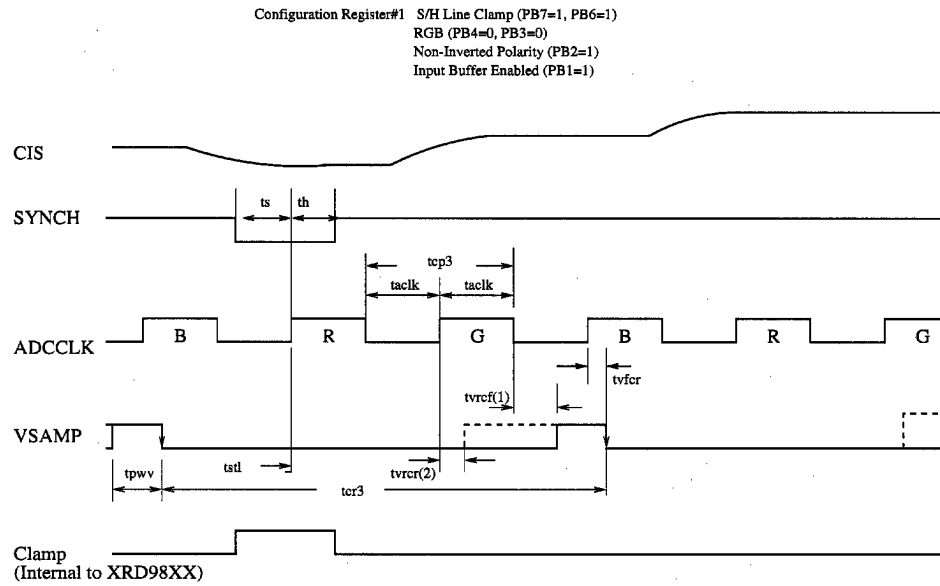 Configuration Register#1 S/H Line Clamp (PB7=1, PB6=1)
RGB (PB4=0, PB3=0)
Non-Inverted Polarity (PB2=1)
Input Buffer Enabled (PB1=1)
CIS
SYNCH
ts
th
tcp3
taclk
taclk
ADCCLK
B
R
G
B
R
G
tvfcr
tvrcf(1)
VSAMP
tpwv
tstl
tvrcr(2)
tcr3
Clamp
(Internal to XRD98XX)